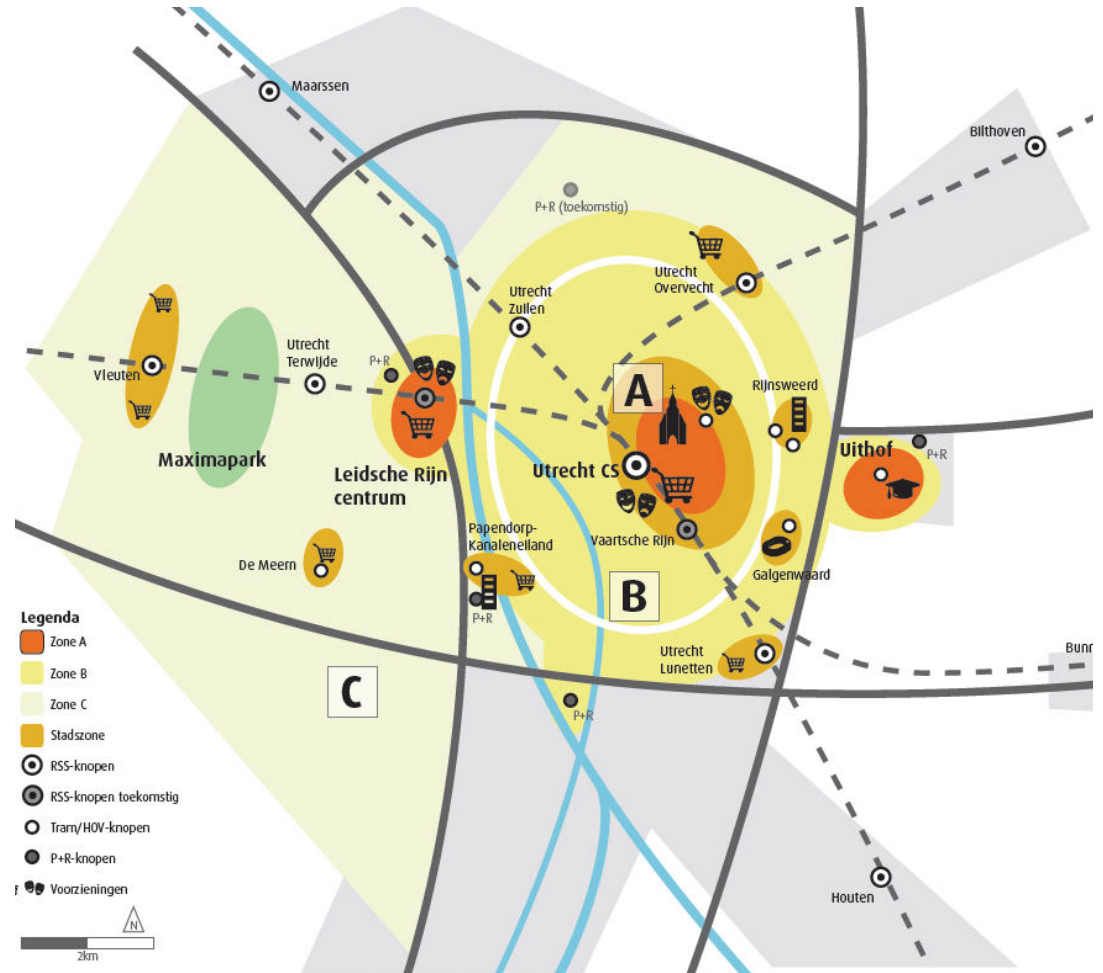 Maarssen
Bilthoven
P+R (toekomstig)
Utrecht
Overvecht
Utrecht
Zuilen
Utrecht
Terwijde
P+R
Vleuten
A
Rijnsweerd
Maximapark
Leidsche Rijn
centrum
Utrecht CS
Uithof
P+R
Papendorp-
Kanaleneiland
Vaartsche Rijn
De Meern
Galgenwaard
P+R
B
Utrecht
Lunetten
Bunn
C
P+R
Houten
Legenda
Zone A
Zone B
Zone C
Stadszone
RSS-knopen
RSS-knopen toekomstig
Tram/HOV-knopen
P+R-knopen
Voorzieningen
N
2km